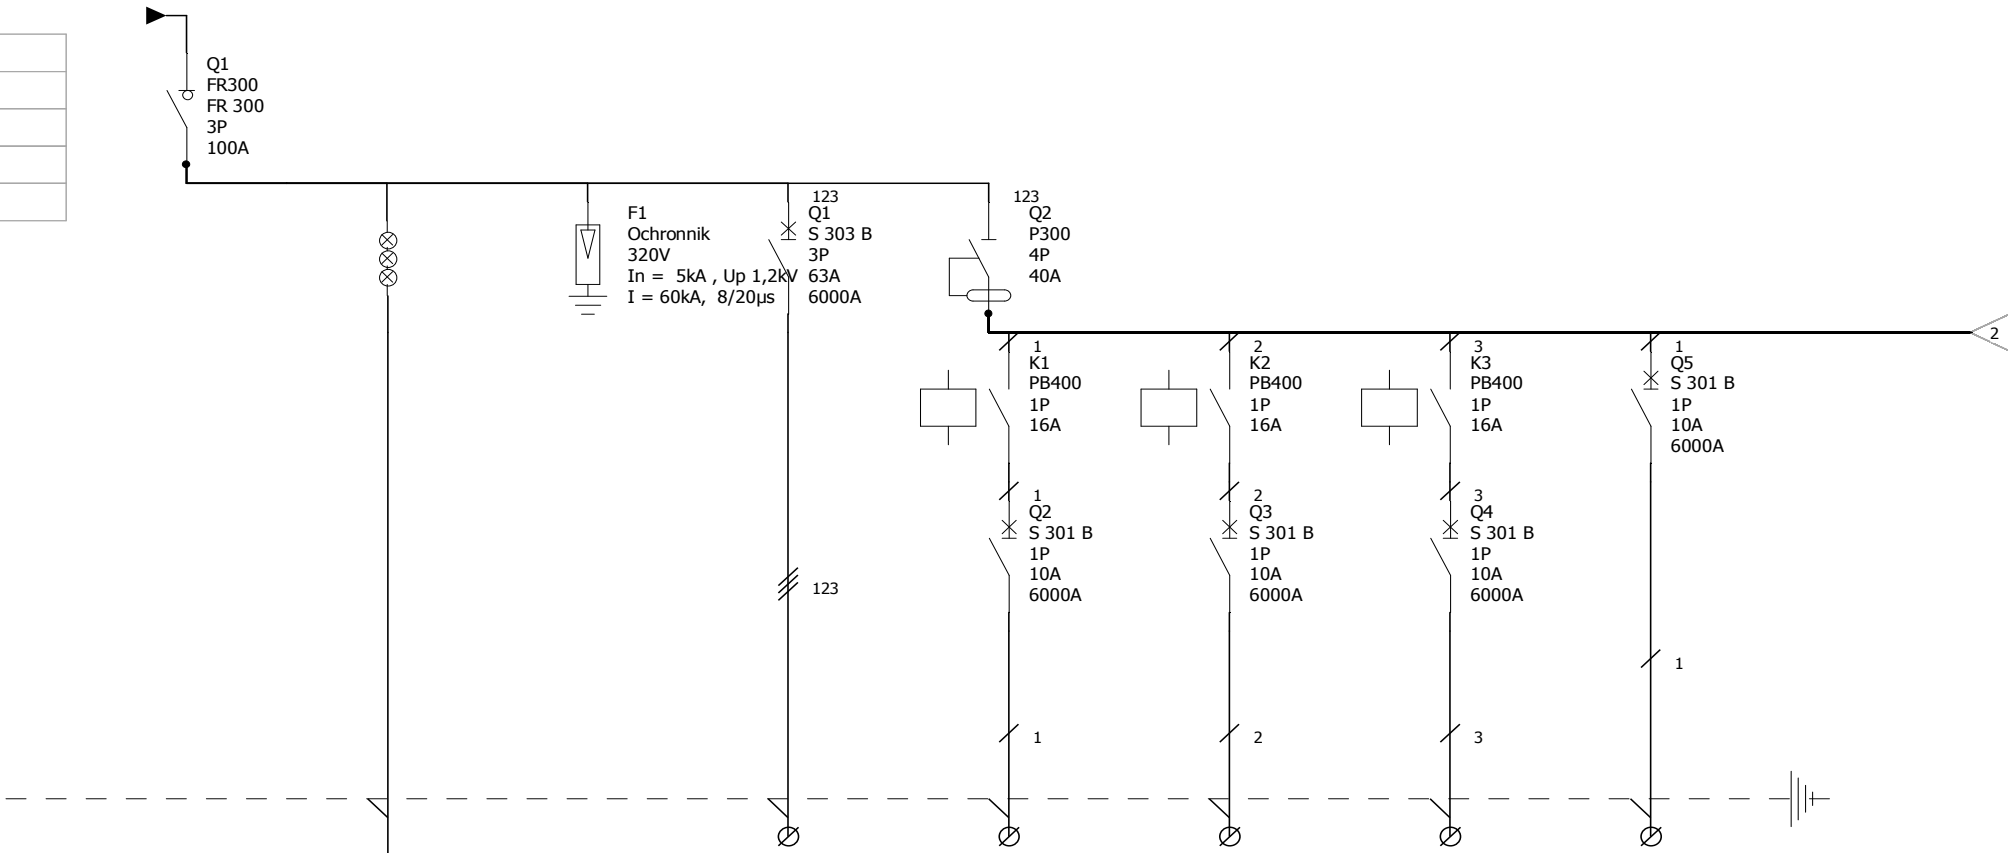 Q1
FR300
FR 300
3P
100A
F1
Ochronnik
320V
In = 5kA , Up 1,2kV
I = 60kA, 8/20µs
123
Q1
S 303 B
3P
63A
6000A
123
123
Q2
P300
4P
40A
2
1
K1
PB400
1P
16A
1
Q2
S 301 B
1P
10A
6000A
1
2
K2
PB400
1P
16A
2
Q3
S 301 B
1P
10A
6000A
2
3
K3
PB400
1P
16A
3
Q4
S 301 B
1P
10A
6000A
3
1
Q5
S 301 B
1P
10A
6000A
1